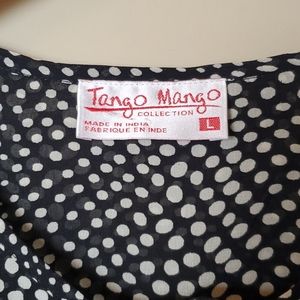 Tango Mango
COLLECTION
MADE IN INDIA
FABRIQUE EN INDE
L